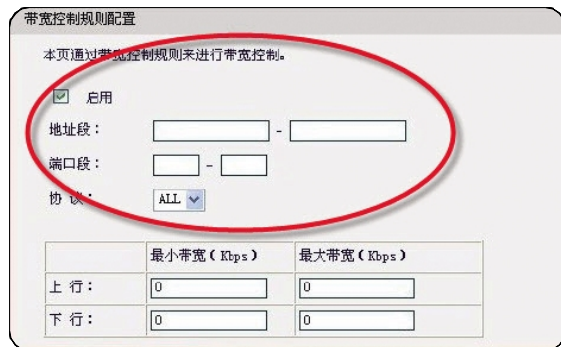 带宽控制规则配置
本页通过带宽控制规则来进行带宽控制。
启用
地址段： -
端口段： -
协 议： ALL
最小带宽（Kbps） 最大带宽（Kbps）
上 行： 0 0
下 行： 0 0